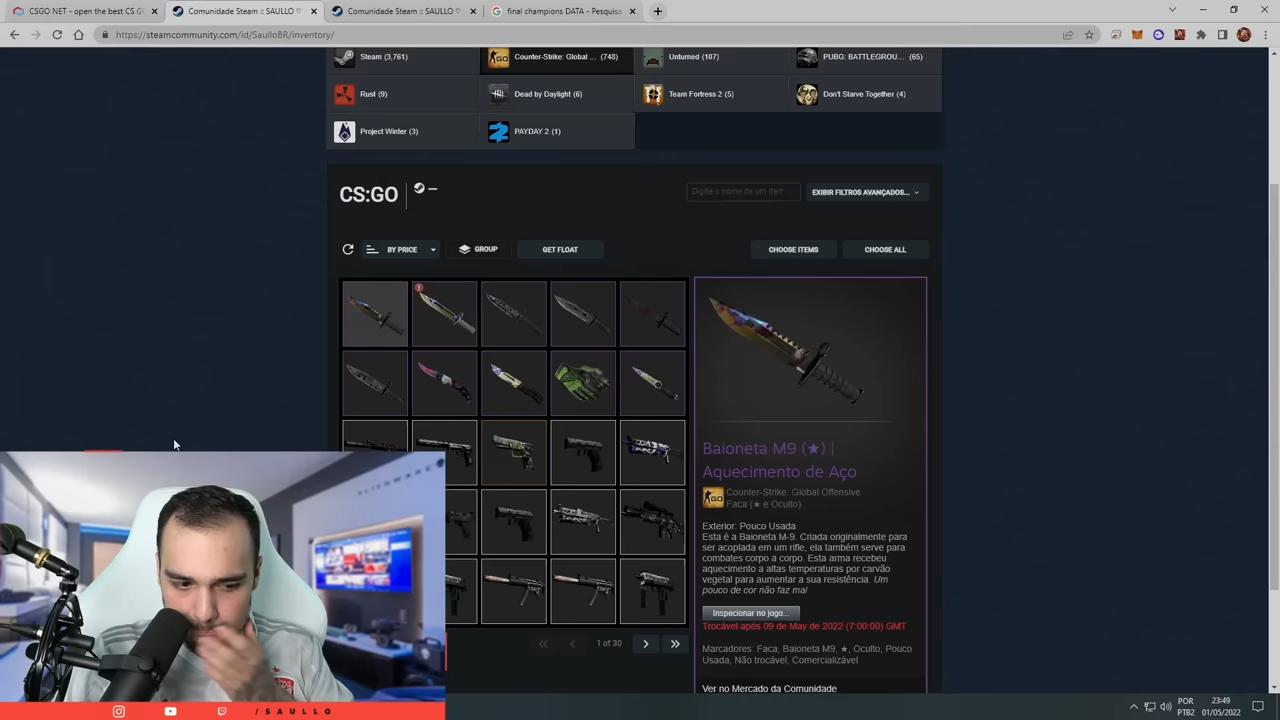 CSGO NET - open the best CS GO
Comunidade Steam :: SAULLO
Comunidade Steam :: SAULLO
final champions DATA - Pesquisa
https://steamcommunity.com/id/SaulloBR/inventory/
Steam (3,761)
Counter-Strike: Global ... (748)
Unturned (107)
PUBG: BATTLEGROU... (65)
Rust (9)
Dead by Daylight (6)
Team Fortress 2 (5)
Don't Starve Together (4)
Project Winter (3)
PAYDAY 2 (1)
CS:GO
Digite o nome de um item
EXIBIR FILTROS AVANÇADOS...
BY PRICE
GROUP
GET FLOAT
CHOOSE ITEMS
CHOOSE ALL
Baioneta M9 (★) |
Aquecimento de Aço
Counter-Strike: Global Offensive
Faca (★ e Oculto)
Exterior: Pouco Usada
Esta é a Baioneta M-9. Criada originalmente para
ser acoplada em um rifle, ela também serve para
combates corpo a corpo. Esta arma recebeu
aquecimento a altas temperaturas por carvão
vegetal para aumentar a sua resistência. Um
pouco de cor não faz mal
Inspecionar no jogo...
Trocável após 09 de May de 2022 (7:00:00) GMT
Marcadores: Faca, Baioneta M9, ★, Oculto, Pouco
Usada, Não trocável, Comercializável
Ver no Mercado da Comunidade
1 of 30
ALIENWARE
/SAULLO
POR
PTB2
23:49
01/05/2022